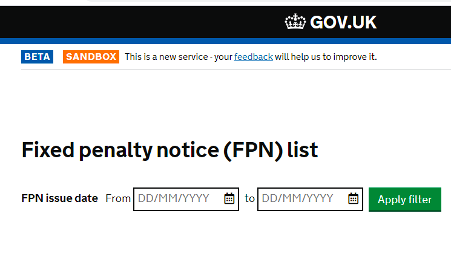 GOV.UK
BETA SANDBOX This is a new service - your feedback will help us to improve it.
Fixed penalty notice (FPN) list
FPN issue date From DD/MM/YYYY to DD/MM/YYYY Apply filter